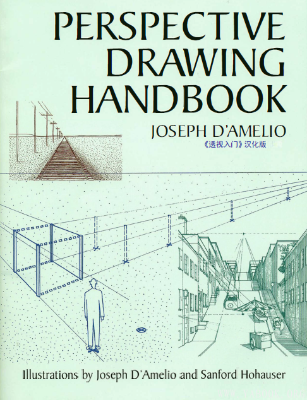 PERSPECTIVE
DRAWING
HANDBOOK
JOSEPH D'AMELIO
《透视入门》汉化版
Illustrations by Joseph D'Amelio and Sanford Hohauser